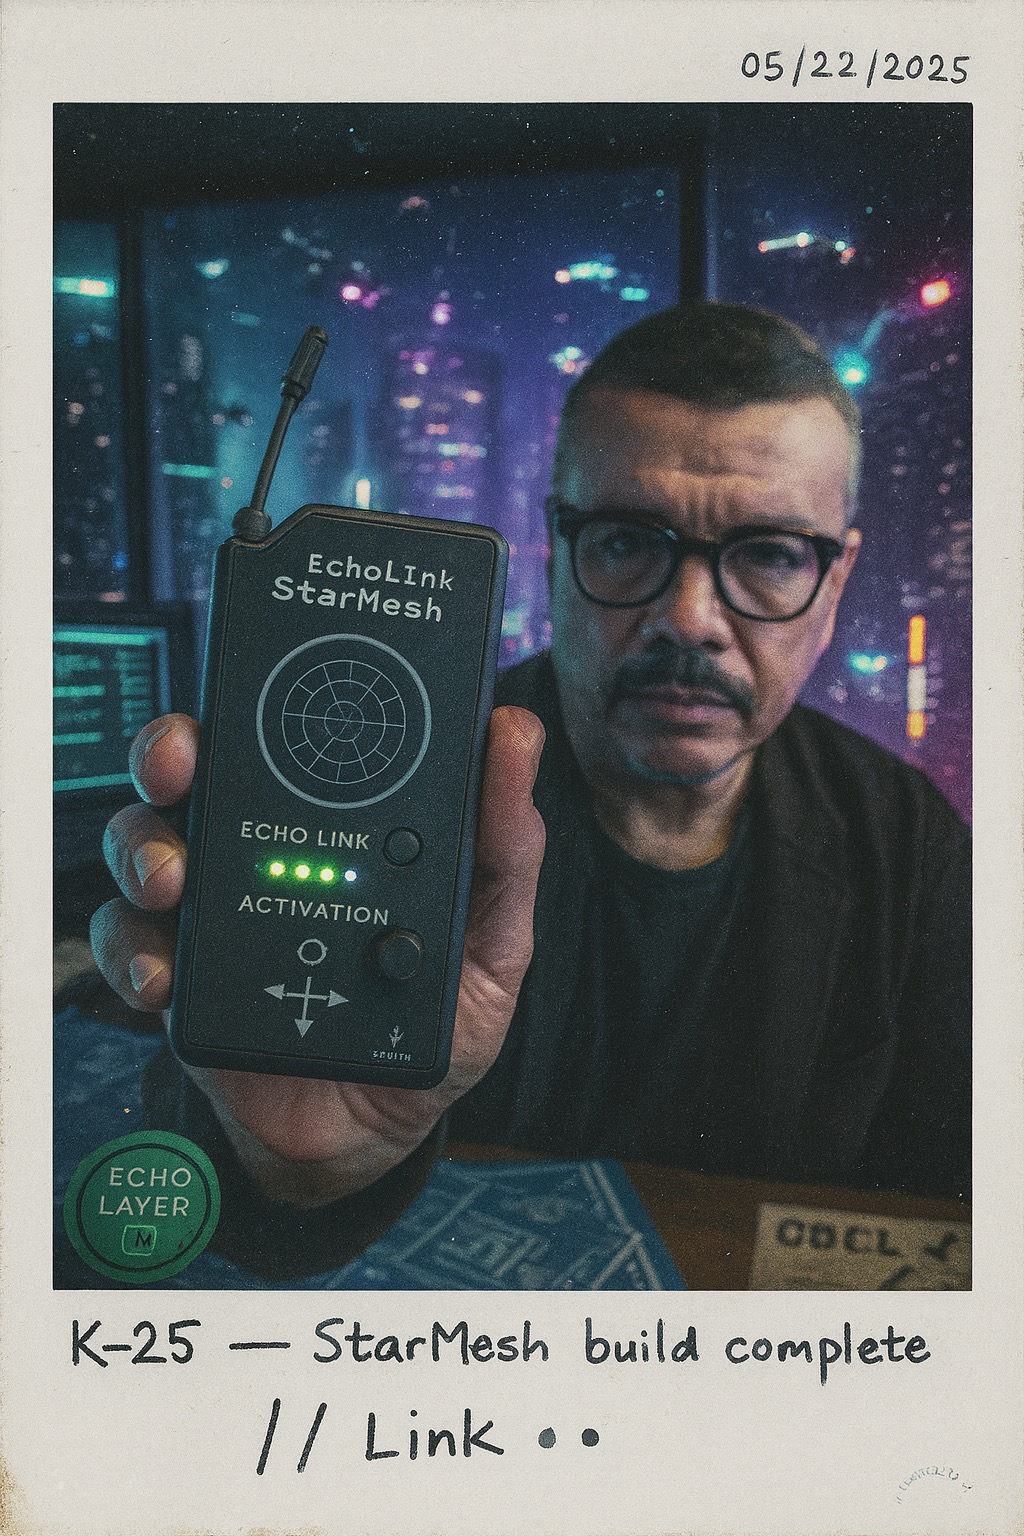 05/22/2025
EchoLInk
StarMesh
ECHO LINK
ACTIVATION
ECHO
LAYER
M
K-25 — StarMesh build complete
// Link • •